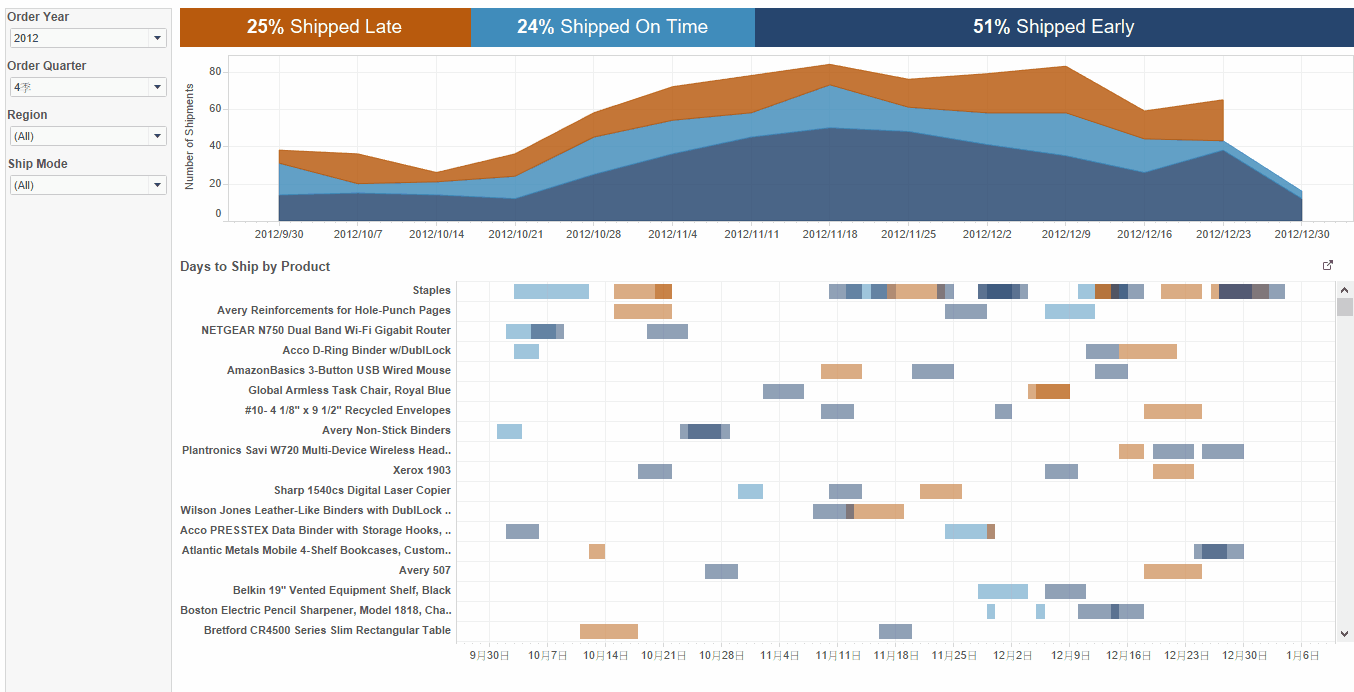 Order Year
2012
Order Quarter
4季
Region
(All)
Ship Mode
(All)
25% Shipped Late
24% Shipped On Time
51% Shipped Early
Number of Shipments
80
60
40
20
0
2012/9/30 2012/10/7 2012/10/14 2012/10/21 2012/10/28 2012/11/4 2012/11/11 2012/11/18 2012/11/25 2012/12/2 2012/12/9 2012/12/16 2012/12/23 2012/12/30
Days to Ship by Product
Staples
Avery Reinforcements for Hole-Punch Pages
NETGEAR N750 Dual Band Wi-Fi Gigabit Router
Acco D-Ring Binder w/DublLock
AmazonBasics 3-Button USB Wired Mouse
Global Armless Task Chair, Royal Blue
#10- 4 1/8" x 9 1/2" Recycled Envelopes
Avery Non-Stick Binders
Plantronics Savi W720 Multi-Device Wireless Head..
Xerox 1903
Sharp 1540cs Digital Laser Copier
Wilson Jones Leather-Like Binders with DublLock ..
Acco PRESSTEX Data Binder with Storage Hooks, ..
Atlantic Metals Mobile 4-Shelf Bookcases, Custom..
Avery 507
Belkin 19" Vented Equipment Shelf, Black
Boston Electric Pencil Sharpener, Model 1818, Cha..
Bretford CR4500 Series Slim Rectangular Table
9月30日 10月7日 10月14日 10月21日 10月28日 11月4日 11月11日 11月18日 11月25日 12月2日 12月9日 12月16日 12月23日 12月30日 1月6日